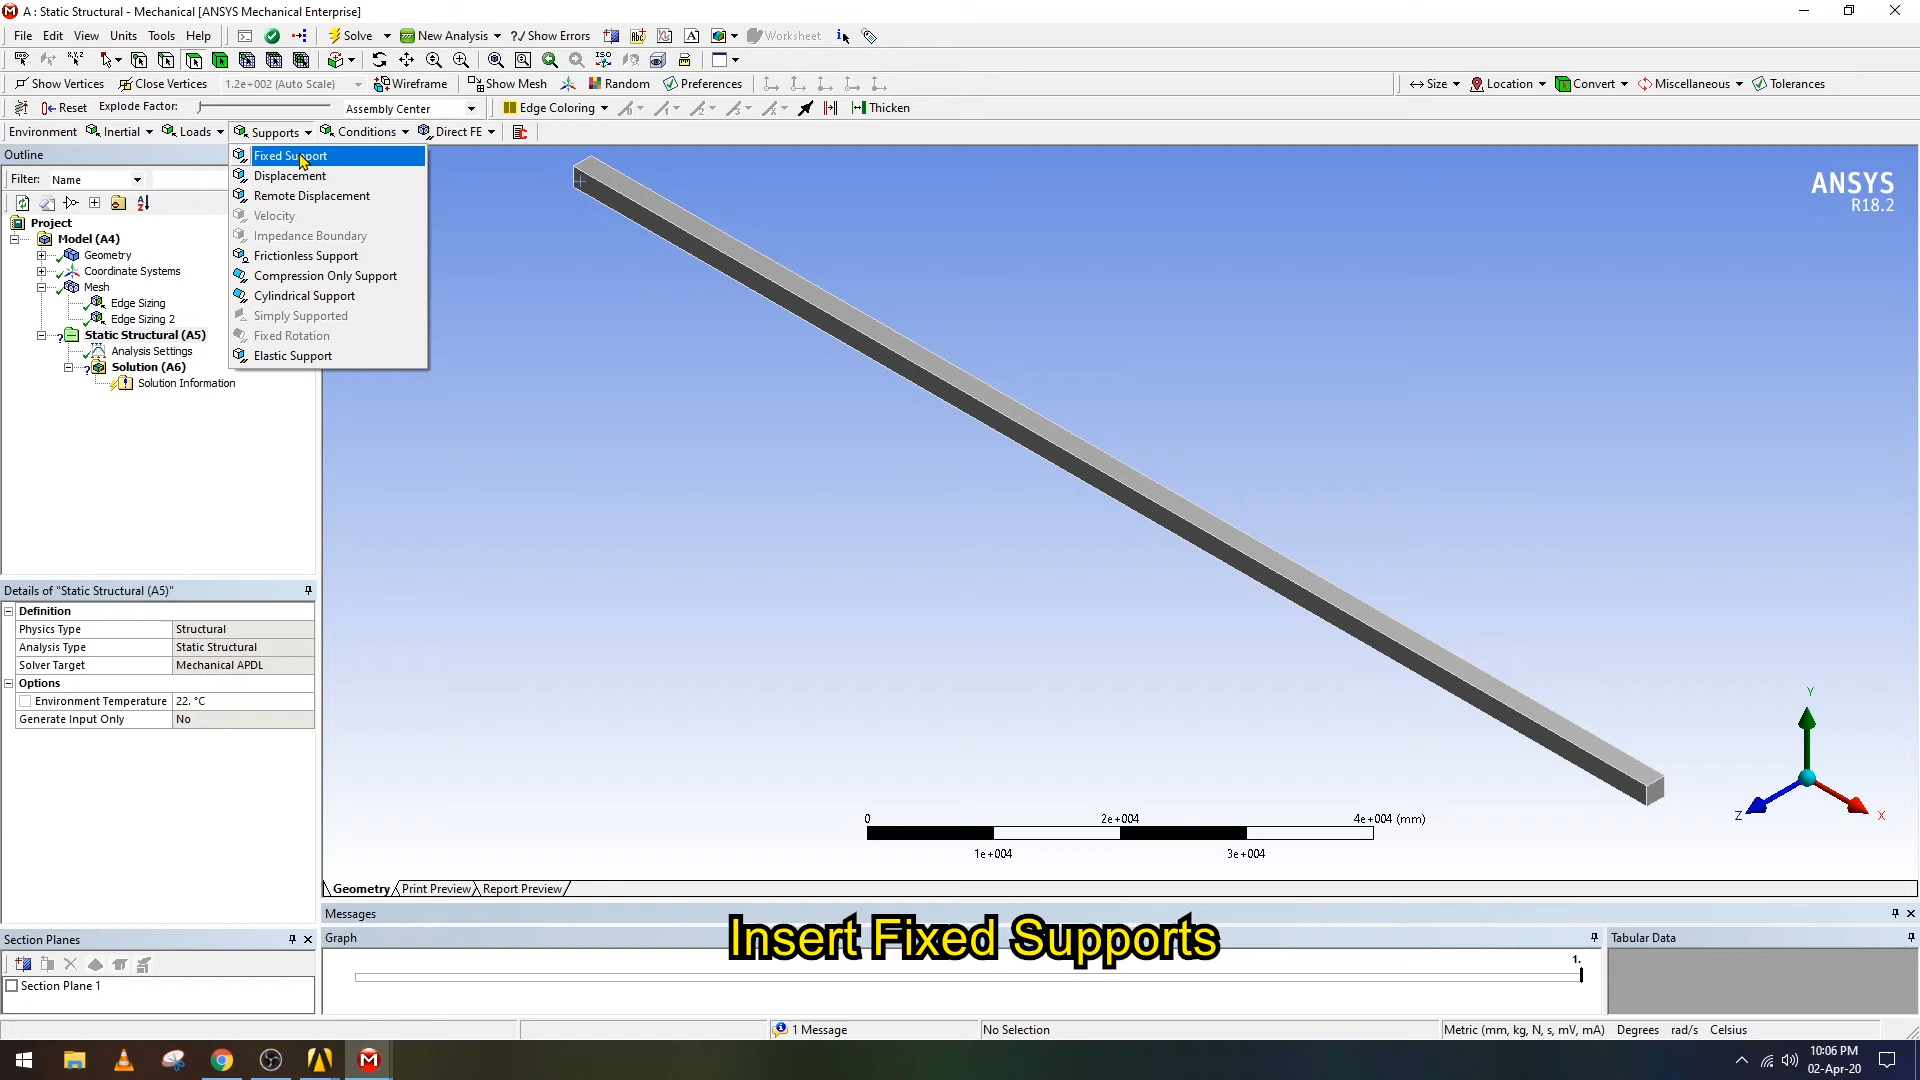 A : Static Structural - Mechanical [ANSYS Mechanical Enterprise]
File Edit View Units Tools Help Solve New Analysis ?/ Show Errors Worksheet
Show Vertices Close Vertices 1.2e+002 (Auto Scale) Wireframe Show Mesh Random Preferences Size Location Convert Miscellaneous Tolerances
Reset Explode Factor: Assembly Center Edge Coloring Thicken
Environment Inertial Loads Supports Conditions Direct FE
Outline
Filter: Name
Project
Model (A4)
Geometry
Coordinate Systems
Mesh
Edge Sizing
Edge Sizing 2
Static Structural (A5)
Analysis Settings
Solution (A6)
Solution Information
Fixed Support
Displacement
Remote Displacement
Velocity
Impedance Boundary
Frictionless Support
Compression Only Support
Cylindrical Support
Simply Supported
Fixed Rotation
Elastic Support
ANSYS
R18.2
Y
Z
X
0 2e+004 4e+004 (mm)
1e+004 3e+004
Details of "Static Structural (A5)"
Definition
Physics Type Structural
Analysis Type Static Structural
Solver Target Mechanical APDL
Options
Environment Temperature 22. °C
Generate Input Only No
Geometry Print Preview Report Preview
Messages
Insert Fixed Supports
Section Planes
Section Plane 1
Graph
1.
Tabular Data
1 Message No Selection Metric (mm, kg, N, s, mV, mA) Degrees rad/s Celsius
10:06 PM
02-Apr-20